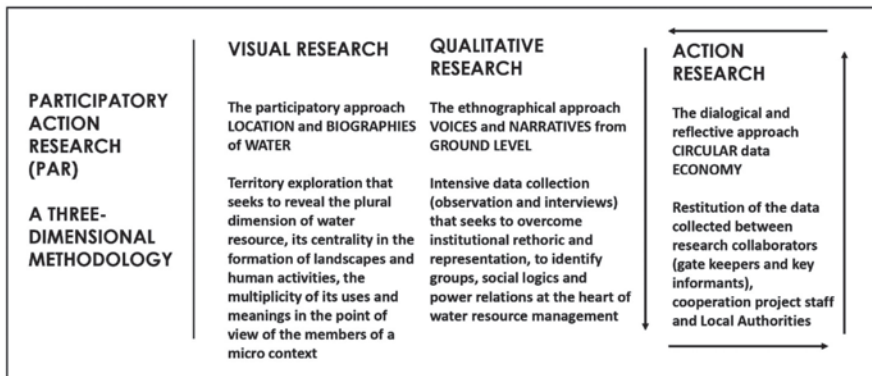 PARTICIPATORY
ACTION
RESEARCH
(PAR)
A THREE-
DIMENSIONAL
METHODOLOGY
VISUAL RESEARCH
The participatory approach
LOCATION and BIOGRAPHIES
of WATER
Territory exploration that
seeks to reveal the plural
dimension of water
resource, its centrality in the
formation of landscapes and
human activities, the
multiplicity of its uses and
meanings in the point of
view of the members of a
micro context
QUALITATIVE
RESEARCH
The ethnographical approach
VOICES and NARRATIVES from
GROUND LEVEL
Intensive data collection
(observation and interviews)
that seeks to overcome
institutional rethoric and
representation, to identify
groups, social logics and
power relations at the heart of
water resource management
ACTION
RESEARCH
The dialogical and
reflective approach
CIRCULAR data
ECONOMY
Restitution of the data
collected between
research collaborators
(gate keepers and key
informants),
cooperation project staff
and Local Authorities